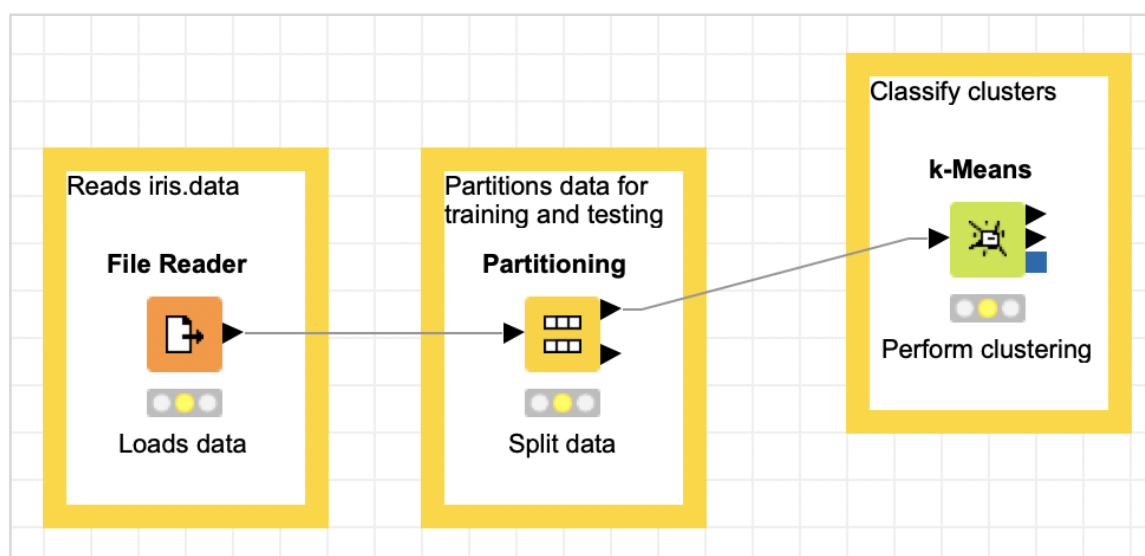 Reads iris.data
File Reader
Loads data
Partitions data for
training and testing
Partitioning
Split data
Classify clusters
k-Means
Perform clustering